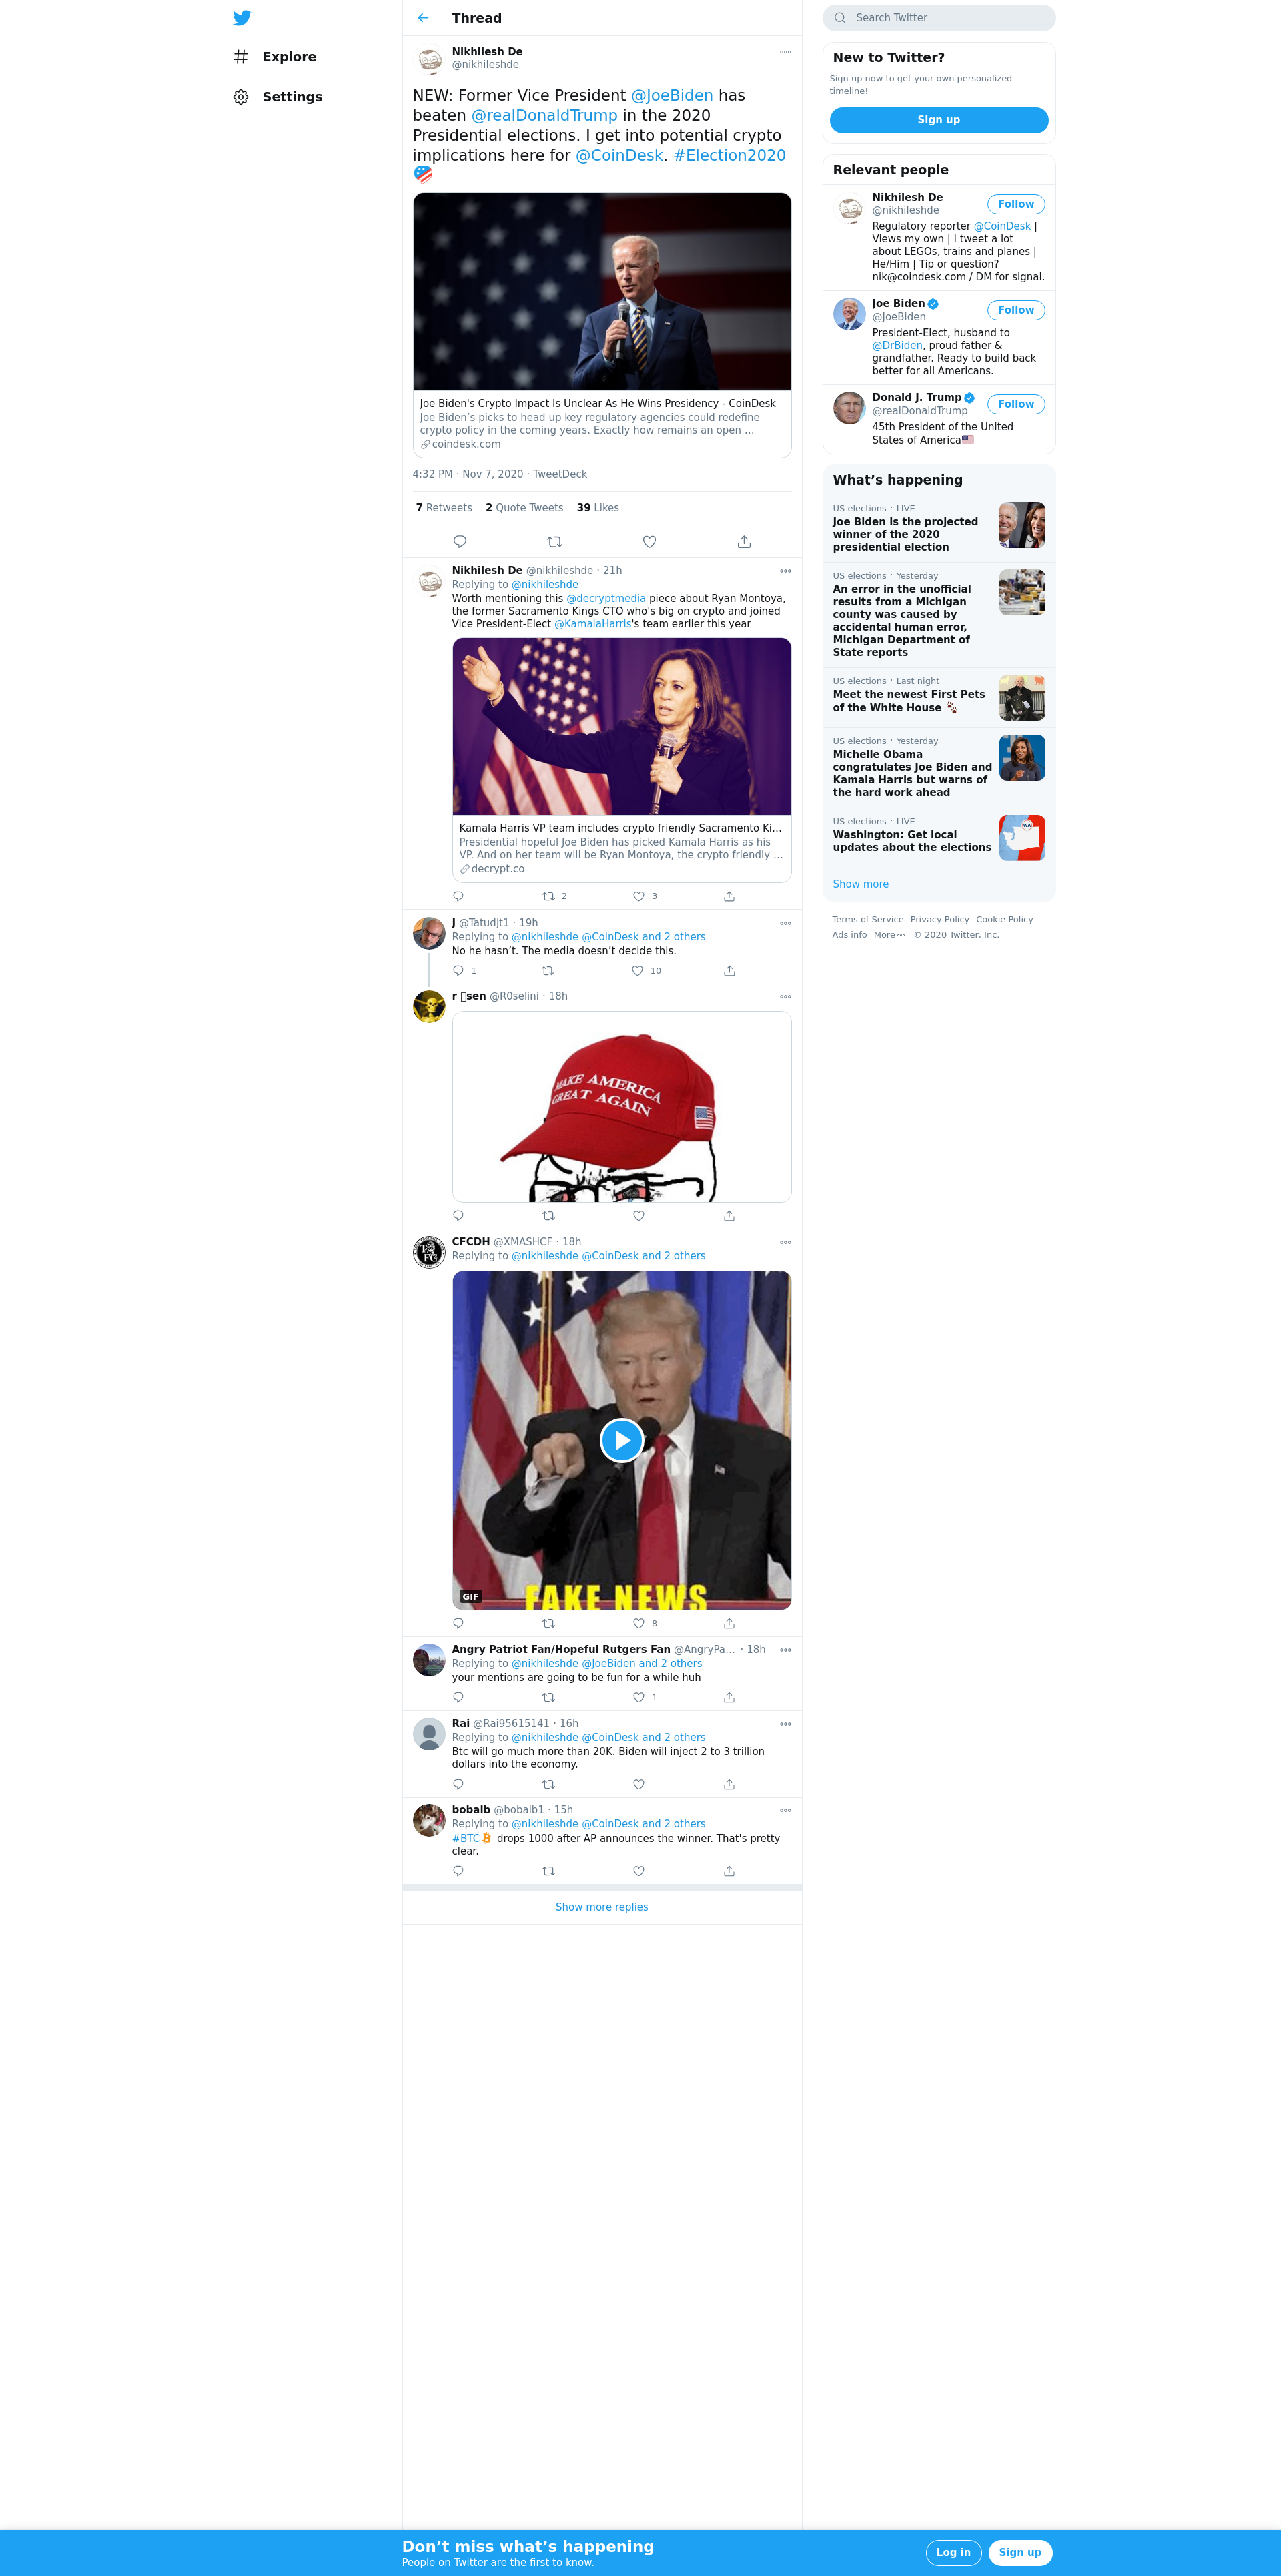 Explore
Settings
Thread
Nikhilesh De
@nikhileshde
NEW: Former Vice President @JoeBiden has
beaten @realDonaldTrump in the 2020
Presidential elections. I get into potential crypto
implications here for @CoinDesk. #Election2020
Joe Biden's Crypto Impact Is Unclear As He Wins Presidency - CoinDesk
Joe Biden’s picks to head up key regulatory agencies could redefine
crypto policy in the coming years. Exactly how remains an open …
coindesk.com
4:32 PM · Nov 7, 2020 · TweetDeck
7 Retweets 2 Quote Tweets 39 Likes
Nikhilesh De @nikhileshde · 21h
Replying to @nikhileshde
Worth mentioning this @decryptmedia piece about Ryan Montoya,
the former Sacramento Kings CTO who's big on crypto and joined
Vice President-Elect @KamalaHarris's team earlier this year
Kamala Harris VP team includes crypto friendly Sacramento Ki…
Presidential hopeful Joe Biden has picked Kamala Harris as his
VP. And on her team will be Ryan Montoya, the crypto friendly …
decrypt.co
2 3
J @Tatudjt1 · 19h
Replying to @nikhileshde @CoinDesk and 2 others
No he hasn’t. The media doesn’t decide this.
1 10
r sen @R0selini · 18h
MAKE AMERICA
GREAT AGAIN
CFCDH @XMASHCF · 18h
Replying to @nikhileshde @CoinDesk and 2 others
FAKE NEWS
GIF
8
Angry Patriot Fan/Hopeful Rutgers Fan @AngryPa… · 18h
Replying to @nikhileshde @JoeBiden and 2 others
your mentions are going to be fun for a while huh
1
Rai @Rai95615141 · 16h
Replying to @nikhileshde @CoinDesk and 2 others
Btc will go much more than 20K. Biden will inject 2 to 3 trillion
dollars into the economy.
bobaib @bobaib1 · 15h
Replying to @nikhileshde @CoinDesk and 2 others
#BTC drops 1000 after AP announces the winner. That's pretty
clear.
Show more replies
Search Twitter
New to Twitter?
Sign up now to get your own personalized
timeline!
Sign up
Relevant people
Nikhilesh De
@nikhileshde
Follow
Regulatory reporter @CoinDesk |
Views my own | I tweet a lot
about LEGOs, trains and planes |
He/Him | Tip or question?
nik@coindesk.com / DM for signal.
Joe Biden
@JoeBiden
Follow
President-Elect, husband to
@DrBiden, proud father &
grandfather. Ready to build back
better for all Americans.
Donald J. Trump
@realDonaldTrump
Follow
45th President of the United
States of America
What’s happening
US elections · LIVE
Joe Biden is the projected
winner of the 2020
presidential election
US elections · Yesterday
An error in the unofficial
results from a Michigan
county was caused by
accidental human error,
Michigan Department of
State reports
US elections · Last night
Meet the newest First Pets
of the White House
US elections · Yesterday
Michelle Obama
congratulates Joe Biden and
Kamala Harris but warns of
the hard work ahead
US elections · LIVE
Washington: Get local
updates about the elections
WA
Show more
Terms of Service Privacy Policy Cookie Policy
Ads info More © 2020 Twitter, Inc.
Don’t miss what’s happening
People on Twitter are the first to know.
Log in
Sign up